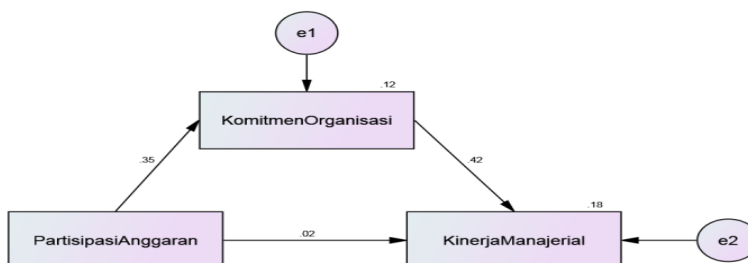 e1
.12
KomitmenOrganisasi
.35
.42
.18
PartisipasiAnggaran
.02
KinerjaManajerial
e2